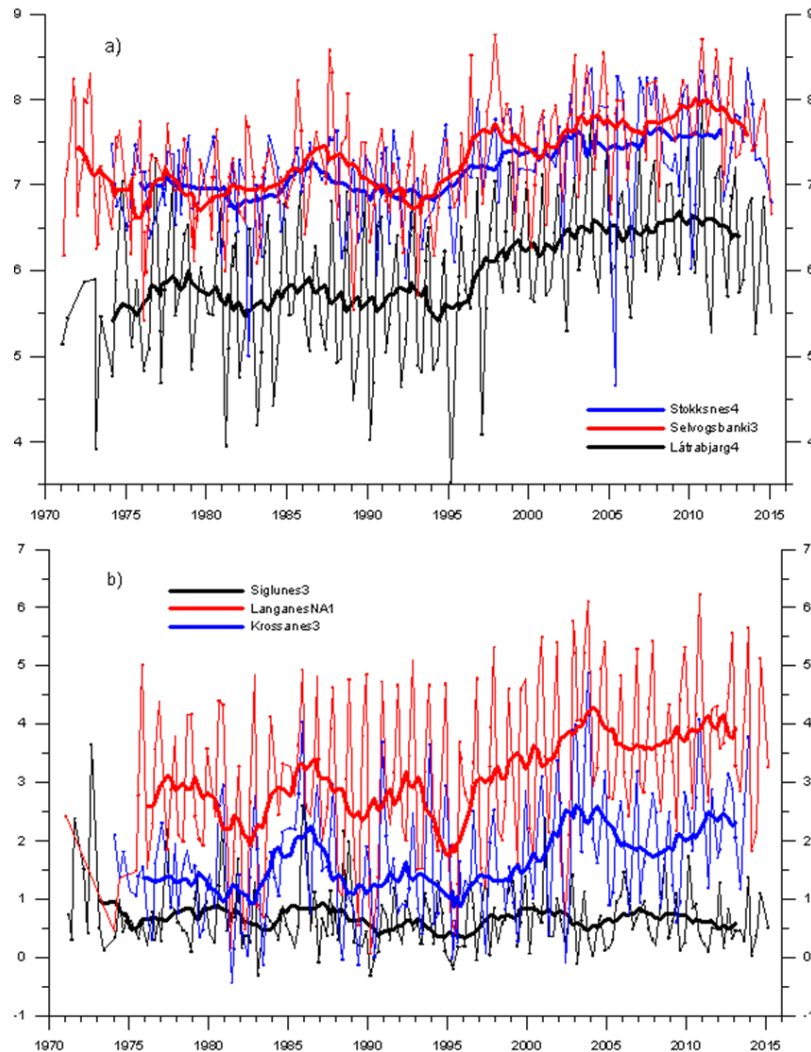 9 9
a)
8 8
7 7
6 6
5 5
Stokksnes4
Selvogsbanki3
4 4
Látrabjarg4
1970 1975 1980 1985 1990 1995 2000 2005 2010 2015
7 7
b)
Siglunes3
6 6
LanganesNA1
Krossanes3
5 5
4 4
3 3
2 2
1 1
0 0
-1 -1
1970 1975 1980 1985 1990 1995 2000 2005 2010 2015